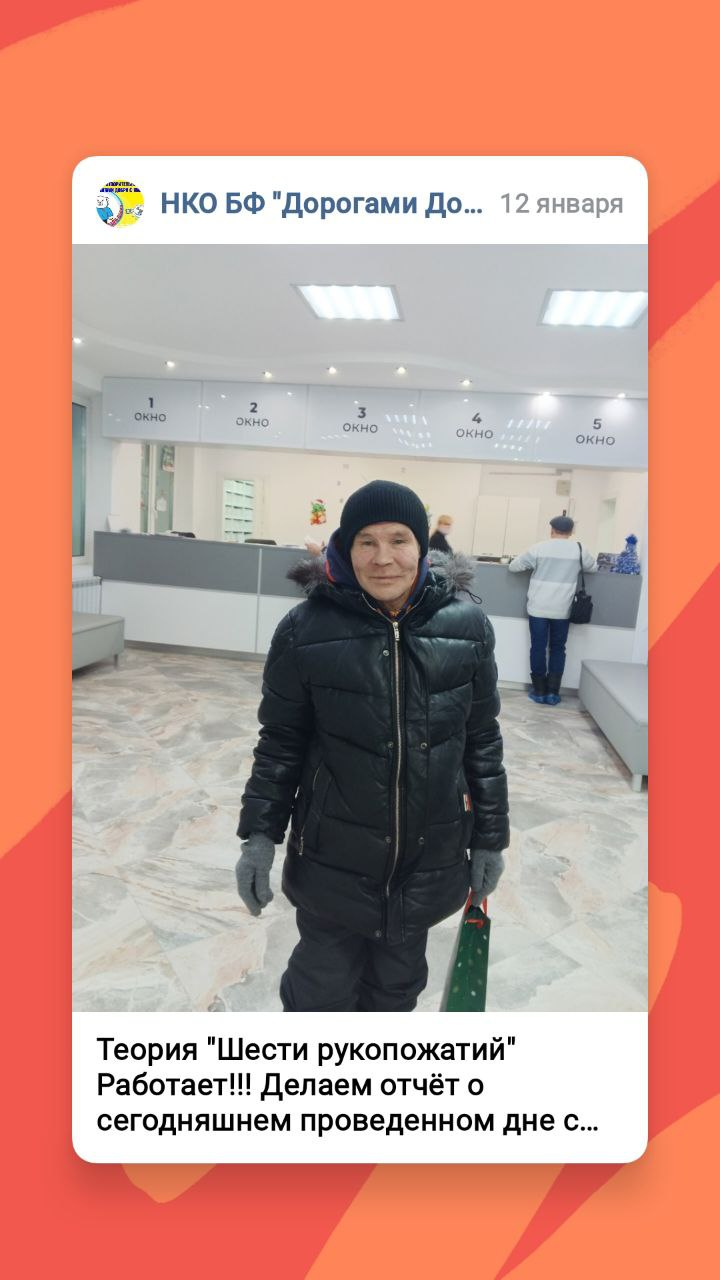 НКО БФ "Дорогами До... 12 января
1 ОКНО
2 ОКНО
3 ОКНО
4 ОКНО
5 ОКНО
Теория "Шести рукопожатий"
Работает!!! Делаем отчёт о
сегодняшнем проведенном дне с...